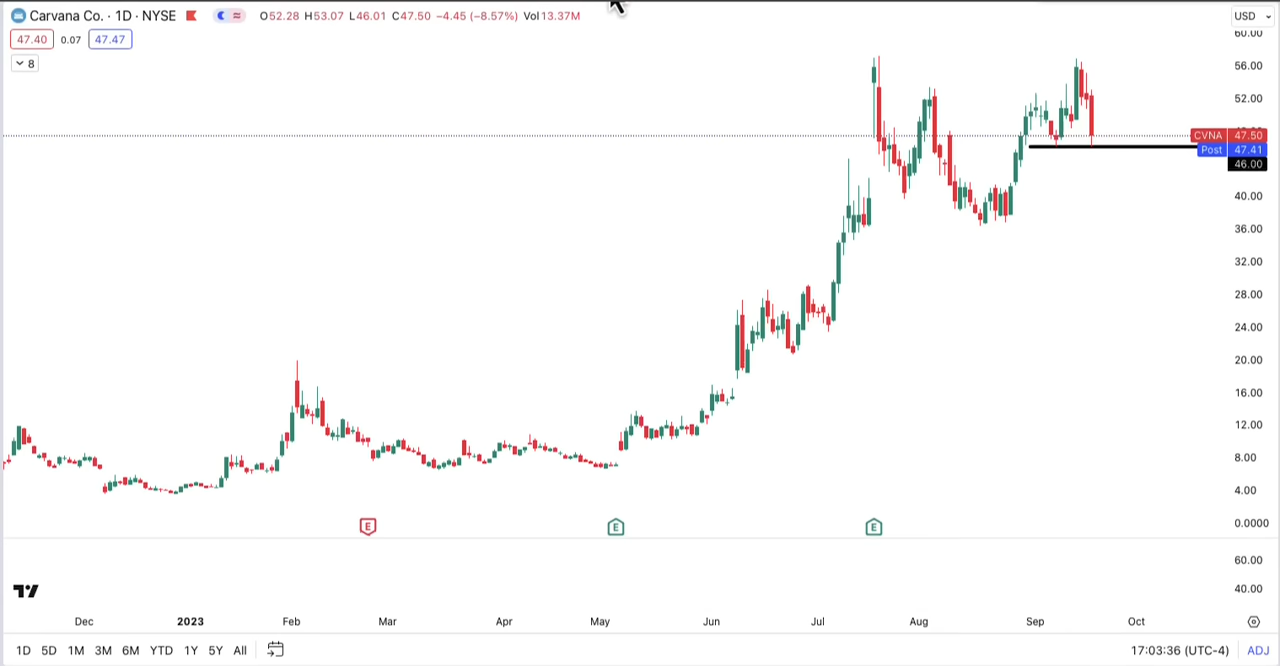 Carvana Co. · 1D · NYSE O52.28 H53.07 L46.01 C47.50 −4.45 (−8.57%) Vol13.37M
USD
47.40 0.07 47.47
8
60.00
56.00
52.00
CVNA 47.50
Post 47.41
46.00
40.00
36.00
32.00
28.00
24.00
20.00
16.00
12.00
8.00
4.00
0.0000
E E E
60.00
40.00
Dec 2023 Feb Mar Apr May Jun Jul Aug Sep Oct
1D 5D 1M 3M 6M YTD 1Y 5Y All 17:03:36 (UTC-4) ADJ